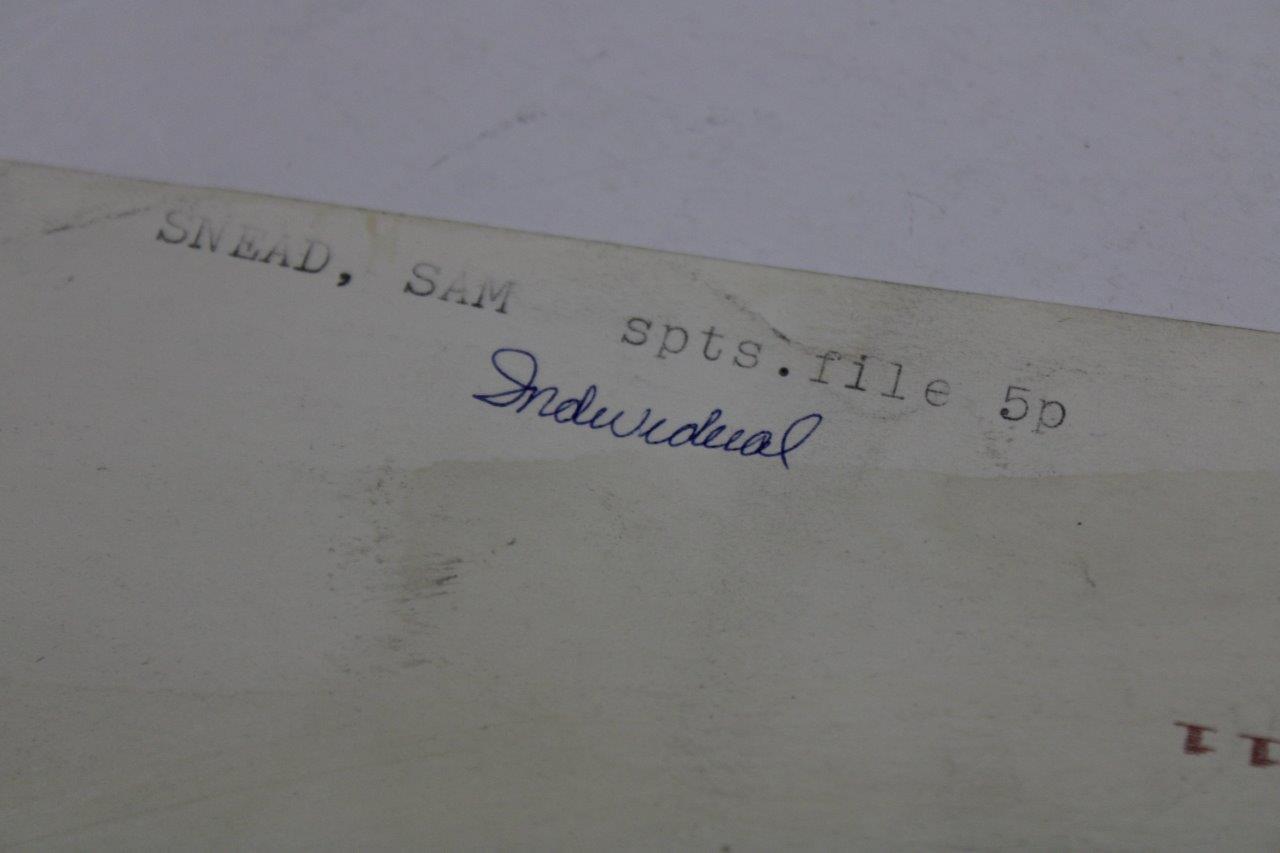 SNEAD, SAM spts.file 5p
Individual